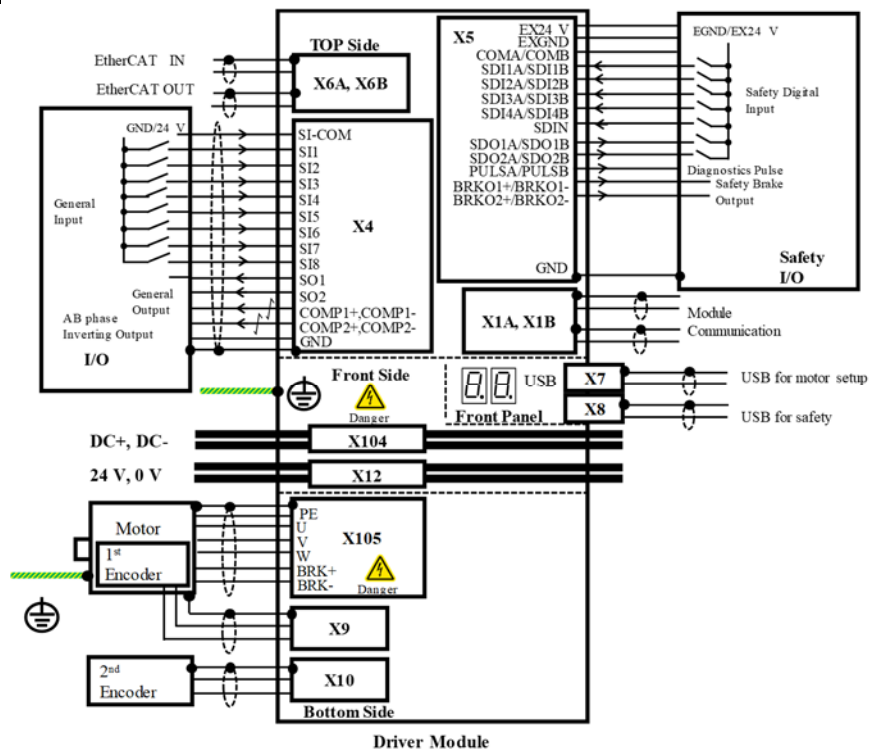 TOP Side
EtherCAT IN
EtherCAT OUT
X6A, X6B
GND/24 V
General
Input
General
Output
AB phase
Inverting Output
I/O
SI-COM
SI1
SI2
SI3
SI4
SI5
SI6
SI7
SI8
SO1
SO2
COMP1+,COMP1-
COMP2+,COMP2-
GND
X4
X5
EX24 V
EXGND
COMA/COMB
SDI1A/SDI1B
SDI2A/SDI2B
SDI3A/SDI3B
SDI4A/SDI4B
SDIN
SDO1A/SDO1B
SDO2A/SDO2B
PULSA/PULSB
BRKO1+/BRKO1-
BRKO2+/BRKO2-
GND
EGND/EX24 V
Safety Digital
Input
Diagnostics Pulse
Safety Brake
Output
Safety
I/O
X1A, X1B
Module
Communication
Front Side
Danger
8.8.
USB
Front Panel
X7
X8
USB for motor setup
USB for safety
DC+, DC-
X104
24 V, 0 V
X12
Motor
1st
Encoder
PE
U
V
W
BRK+
BRK-
X105
Danger
X9
2nd
Encoder
X10
Bottom Side
Driver Module